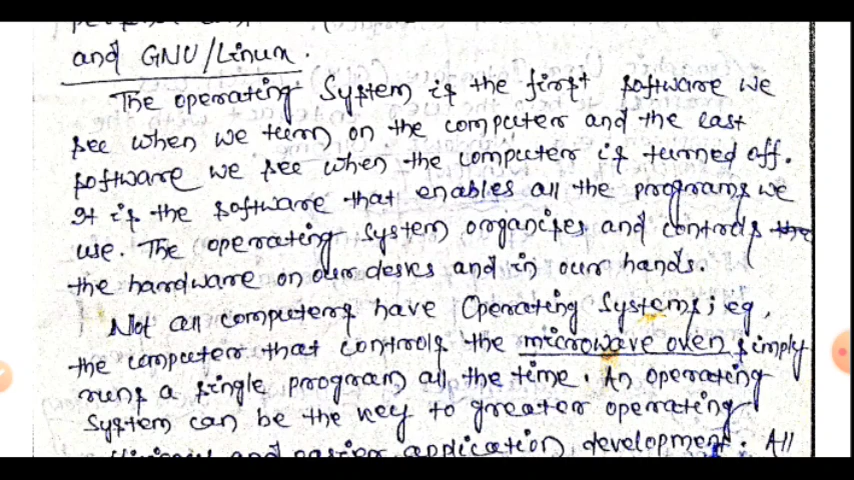 and GNU/Linux.
The operating System is the first software we
see when we turn on the computer and the last
software we see when the computer is turned off.
It is the software that enables all the programs we
use. The operating system organises and controls the
the hardware on our desks and in our hands.
Not all computers have Operating Systems; eg,
the computer that controls the microwave oven simply
runs a single program all the time. An operating
System can be the key to greater operating
and easier application development. All